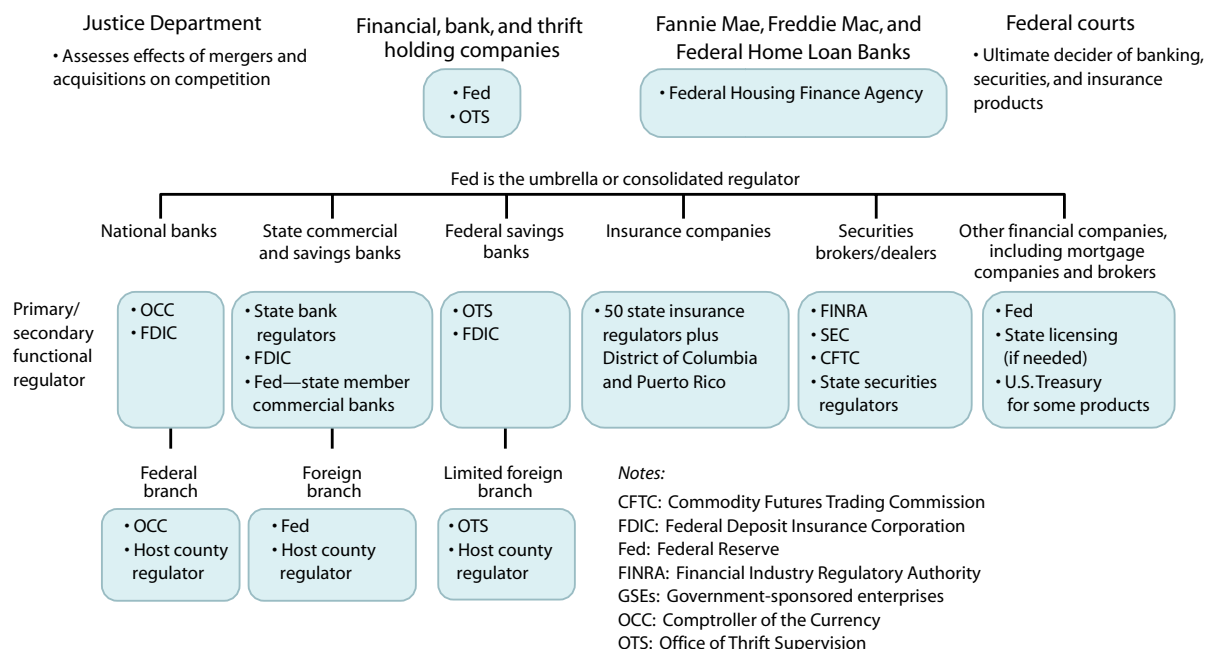 Justice Department
• Assesses effects of mergers and
acquisitions on competition
Financial, bank, and thrift
holding companies
• Fed
• OTS
Fannie Mae, Freddie Mac, and
Federal Home Loan Banks
• Federal Housing Finance Agency
Federal courts
• Ultimate decider of banking,
securities, and insurance
products
Fed is the umbrella or consolidated regulator
National banks
State commercial
and savings banks
Federal savings
banks
Insurance companies
Securities
brokers/dealers
Other financial companies,
including mortgage
companies and brokers
Primary/
secondary
functional
regulator
• OCC
• FDIC
• State bank
regulators
• FDIC
• Fed—state member
commercial banks
• OTS
• FDIC
• 50 state insurance
regulators plus
District of Columbia
and Puerto Rico
• FINRA
• SEC
• CFTC
• State securities
regulators
• Fed
• State licensing
(if needed)
• U.S. Treasury
for some products
Federal
branch
• OCC
• Host county
regulator
Foreign
branch
• Fed
• Host county
regulator
Limited foreign
branch
• OTS
• Host county
regulator
Notes:
CFTC: Commodity Futures Trading Commission
FDIC: Federal Deposit Insurance Corporation
Fed: Federal Reserve
FINRA: Financial Industry Regulatory Authority
GSEs: Government-sponsored enterprises
OCC: Comptroller of the Currency
OTS: Office of Thrift Supervision